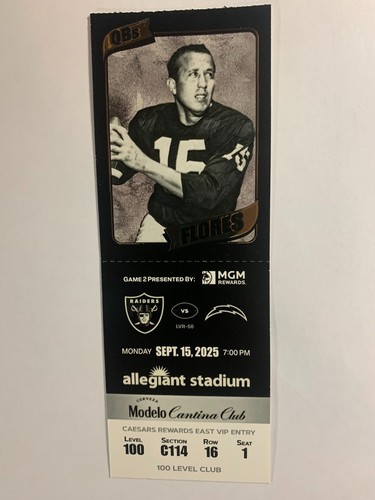 QBs
15
15
FLORES
GAME 2 PRESENTED BY: MGM REWARDS
RAIDERS
VS
LVR-S6
MONDAY SEPT. 15, 2025 7:00 PM
allegiant stadium
CERVEZA
Modelo Cantina Club
CAESARS REWARDS EAST VIP ENTRY
LEVEL SECTION ROW SEAT
100 C114 16 1
100 LEVEL CLUB